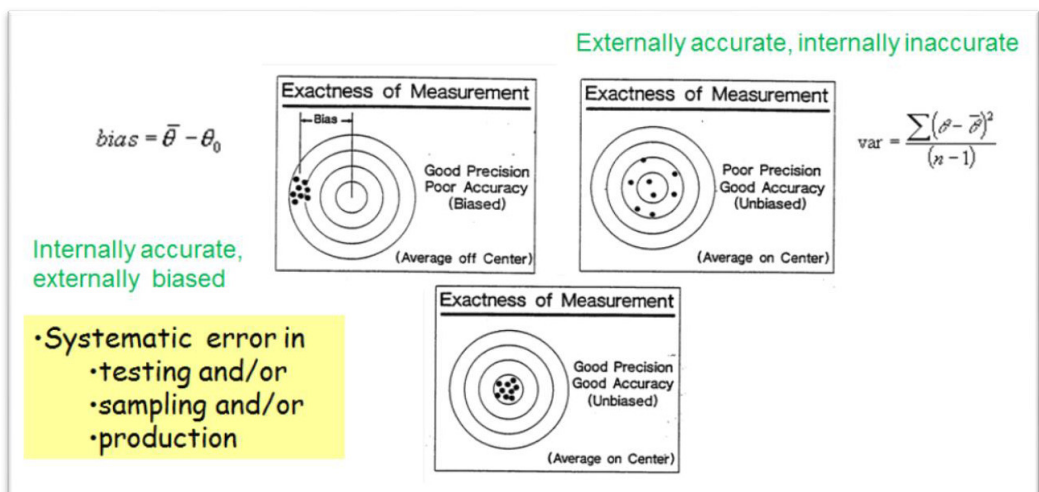 Externally accurate, internally inaccurate
Exactness of Measurement
Bias
Good Precision
Poor Accuracy
(Biased)
(Average off Center)
Exactness of Measurement
Poor Precision
Good Accuracy
(Unbiased)
(Average on Center)
bias = θ̄ - θ₀
var = ∑(θ - θ̄)² / (n - 1)
Internally accurate,
externally biased
•Systematic error in
•testing and/or
•sampling and/or
•production
Exactness of Measurement
Good Precision
Good Accuracy
(Unbiased)
(Average on Center)